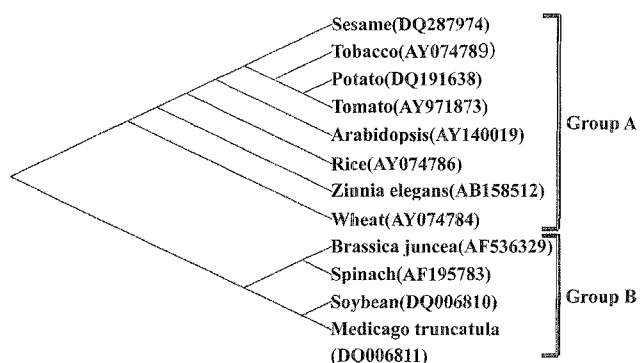 Sesame(DQ287974)
Tobacco(AY074789)
Potato(DQ191638)
Tomato(AY971873)
Arabidopsis(AY140019)
Group A
Rice(AY074786)
Zinnia elegans(AB158512)
Wheat(AY074784)
Brassica juncea(AF536329)
Spinach(AF195783)
Group B
Soybean(DQ006810)
Medicago truncatula
(DQ006811)